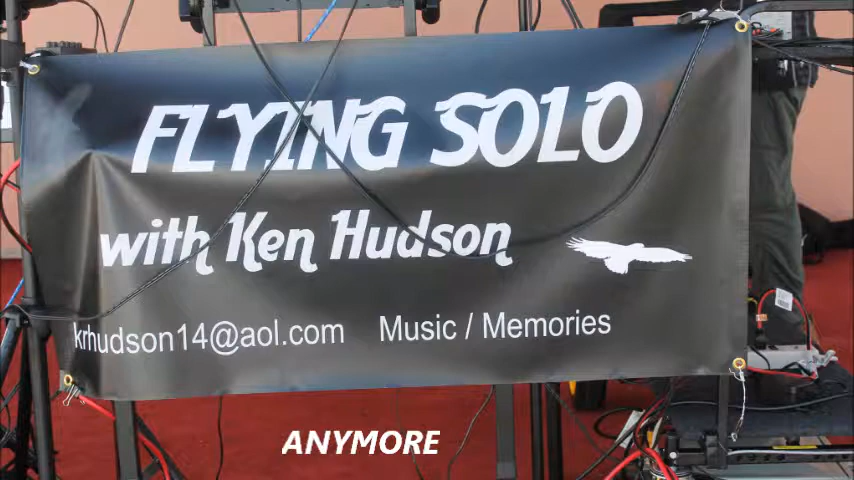 FLYING SOLO
with Ken Hudson
krhudson14@aol.com Music / Memories
ANYMORE